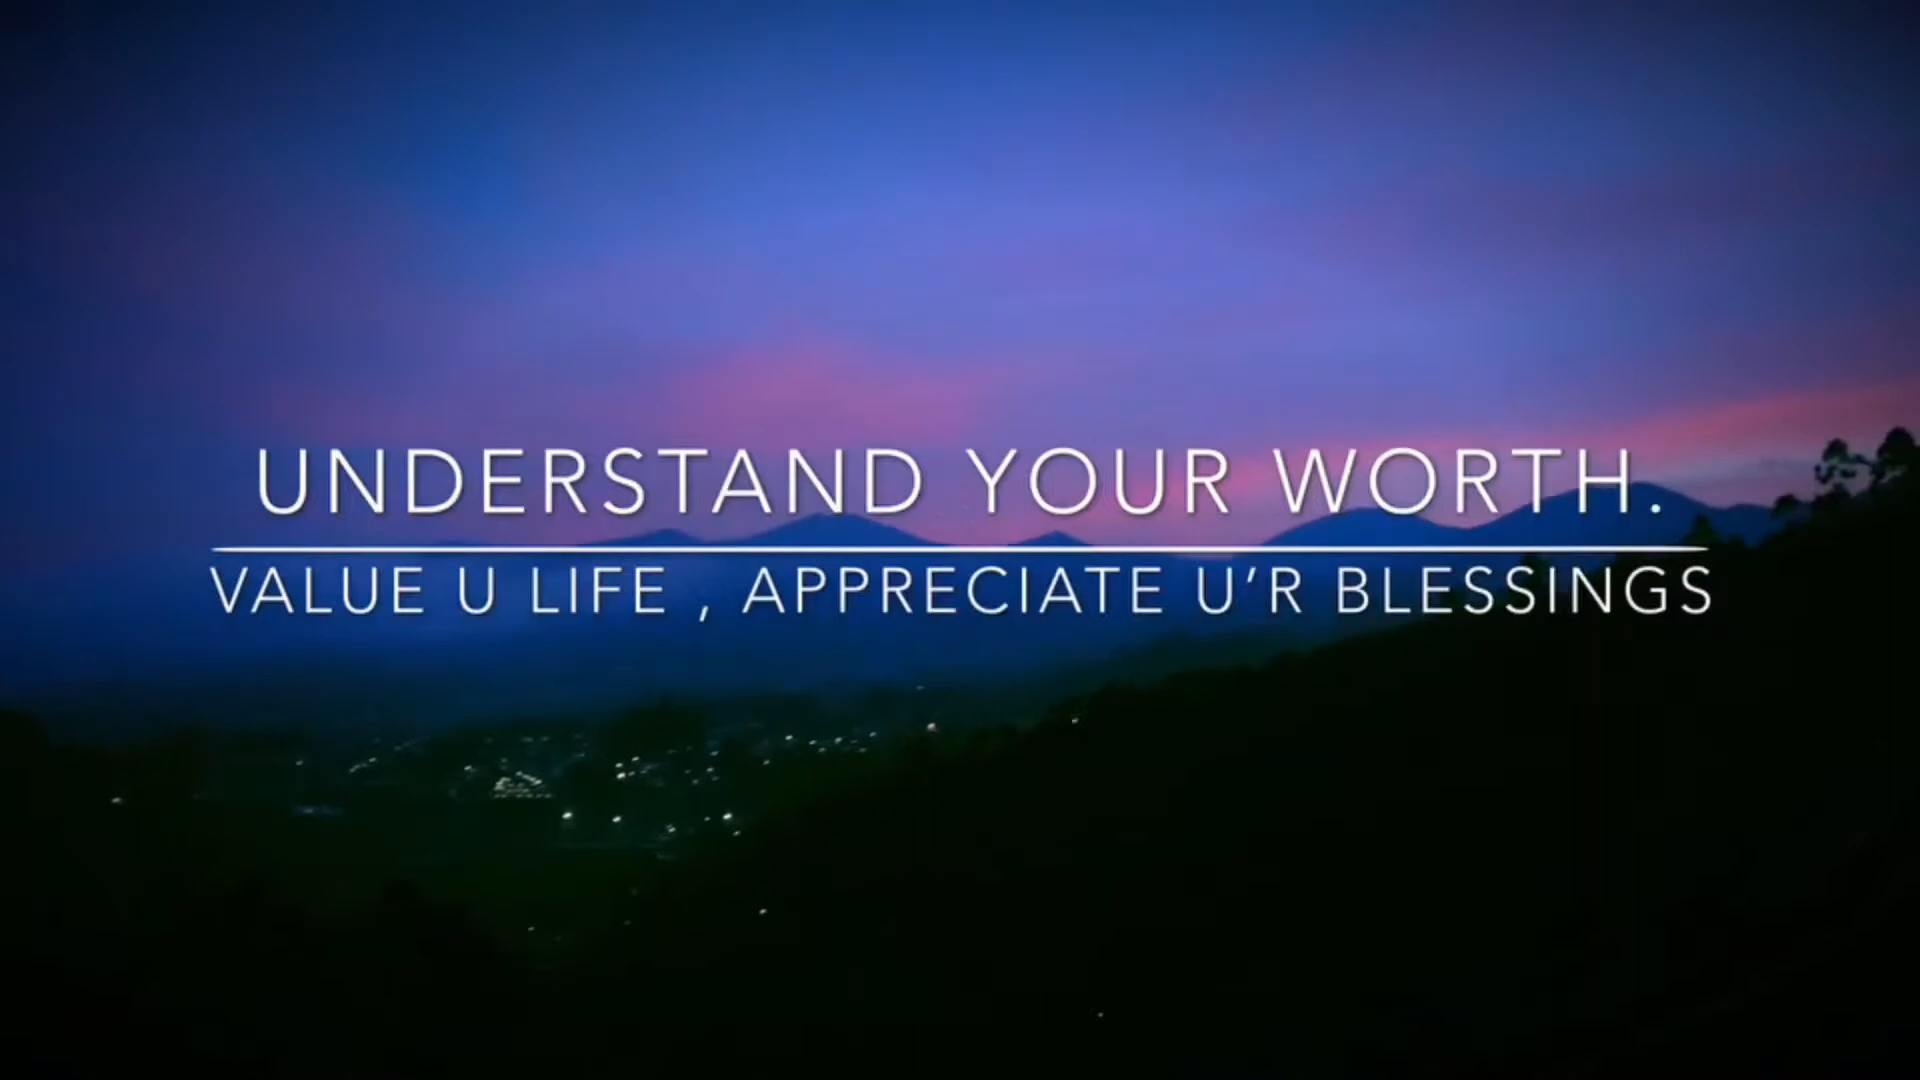 UNDERSTAND YOUR WORTH.
VALUE U LIFE , APPRECIATE U’R BLESSINGS